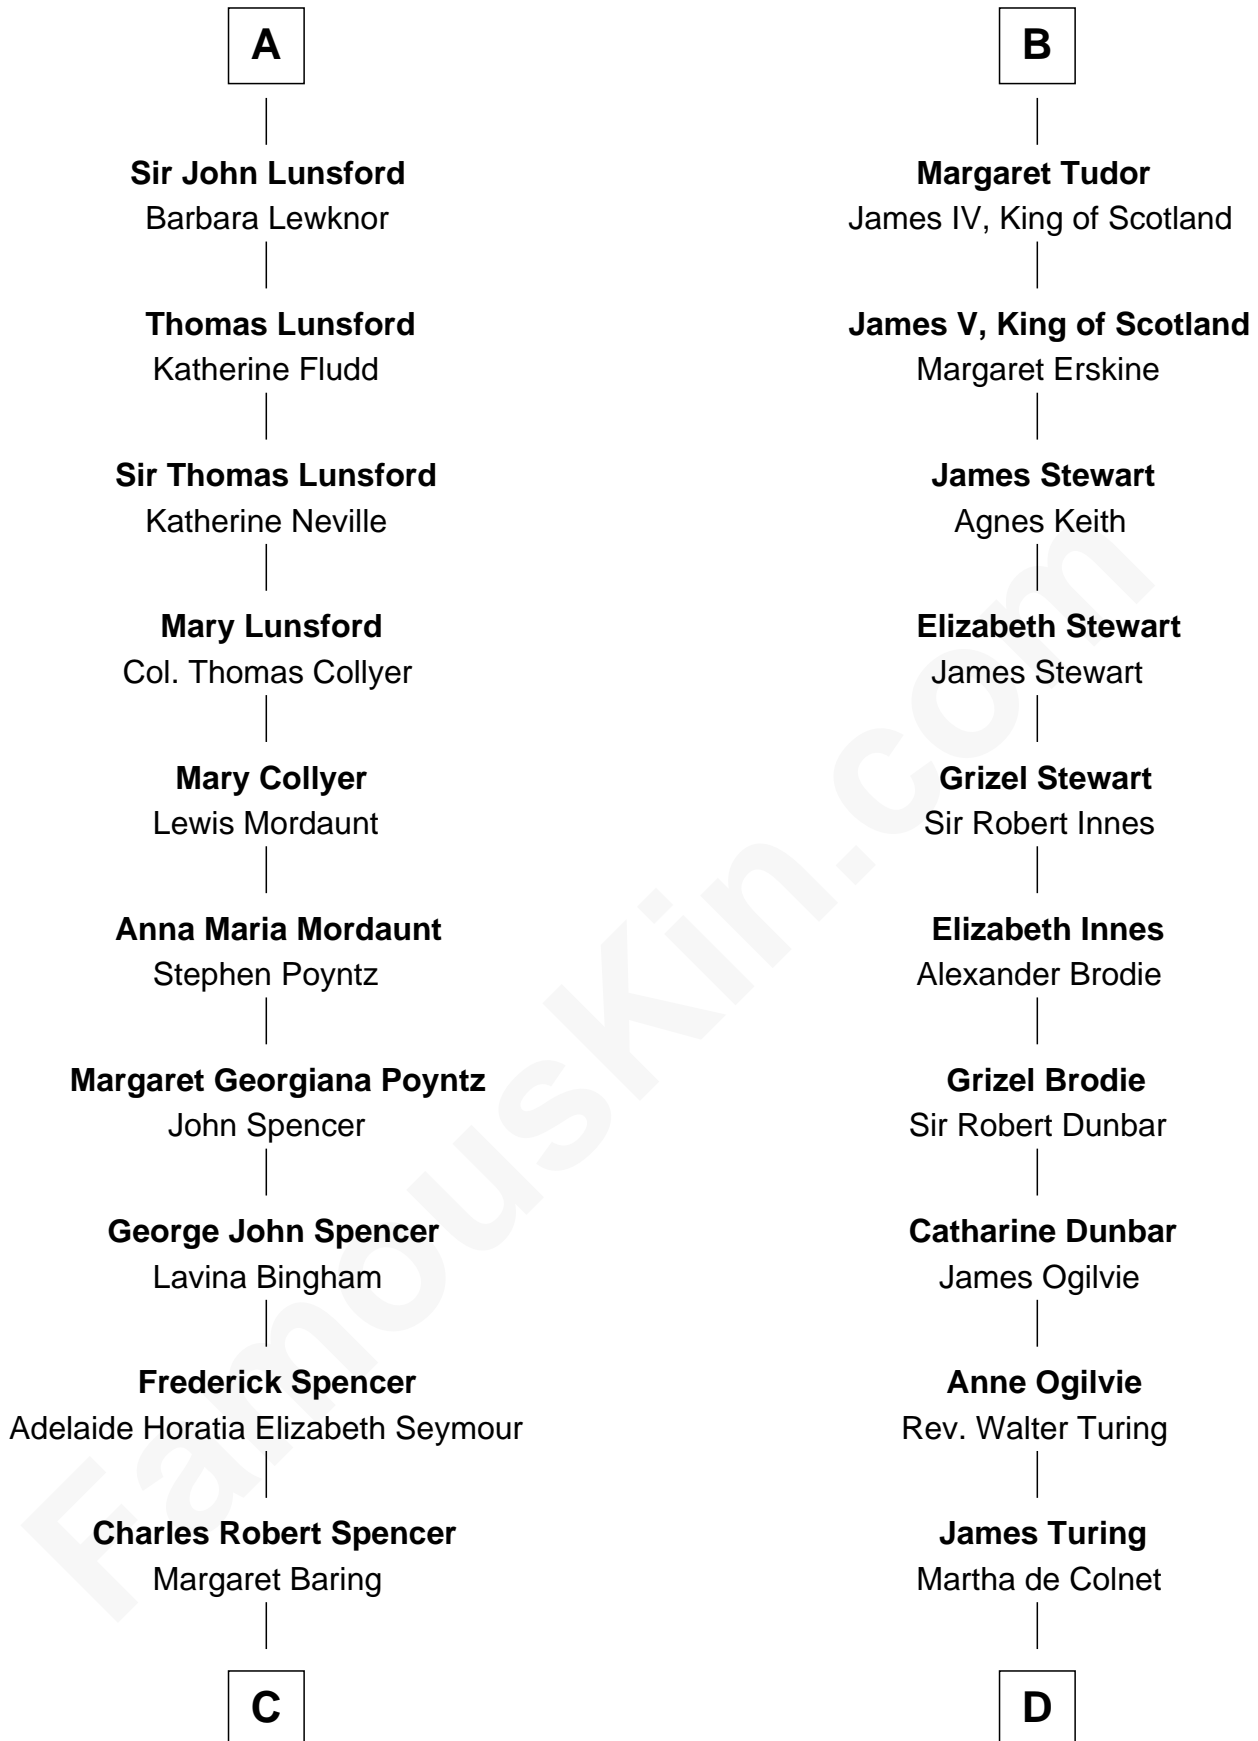 A
Sir John Lunsford
Barbara Lewknor
Thomas Lunsford
Katherine Fludd
Sir Thomas Lunsford
Katherine Neville
Mary Lunsford
Col. Thomas Collyer
Mary Collyer
Lewis Mordaunt
Anna Maria Mordaunt
Stephen Poyntz
Margaret Georgiana Poyntz
John Spencer
George John Spencer
Lavina Bingham
Frederick Spencer
Adelaide Horatia Elizabeth Seymour
Charles Robert Spencer
Margaret Baring
C
B
Margaret Tudor
James IV, King of Scotland
James V, King of Scotland
Margaret Erskine
James Stewart
Agnes Keith
Elizabeth Stewart
James Stewart
Grizel Stewart
Sir Robert Innes
Elizabeth Innes
Alexander Brodie
Grizel Brodie
Sir Robert Dunbar
Catharine Dunbar
James Ogilvie
Anne Ogilvie
Rev. Walter Turing
James Turing
Martha de Colnet
D
FamousKin.com